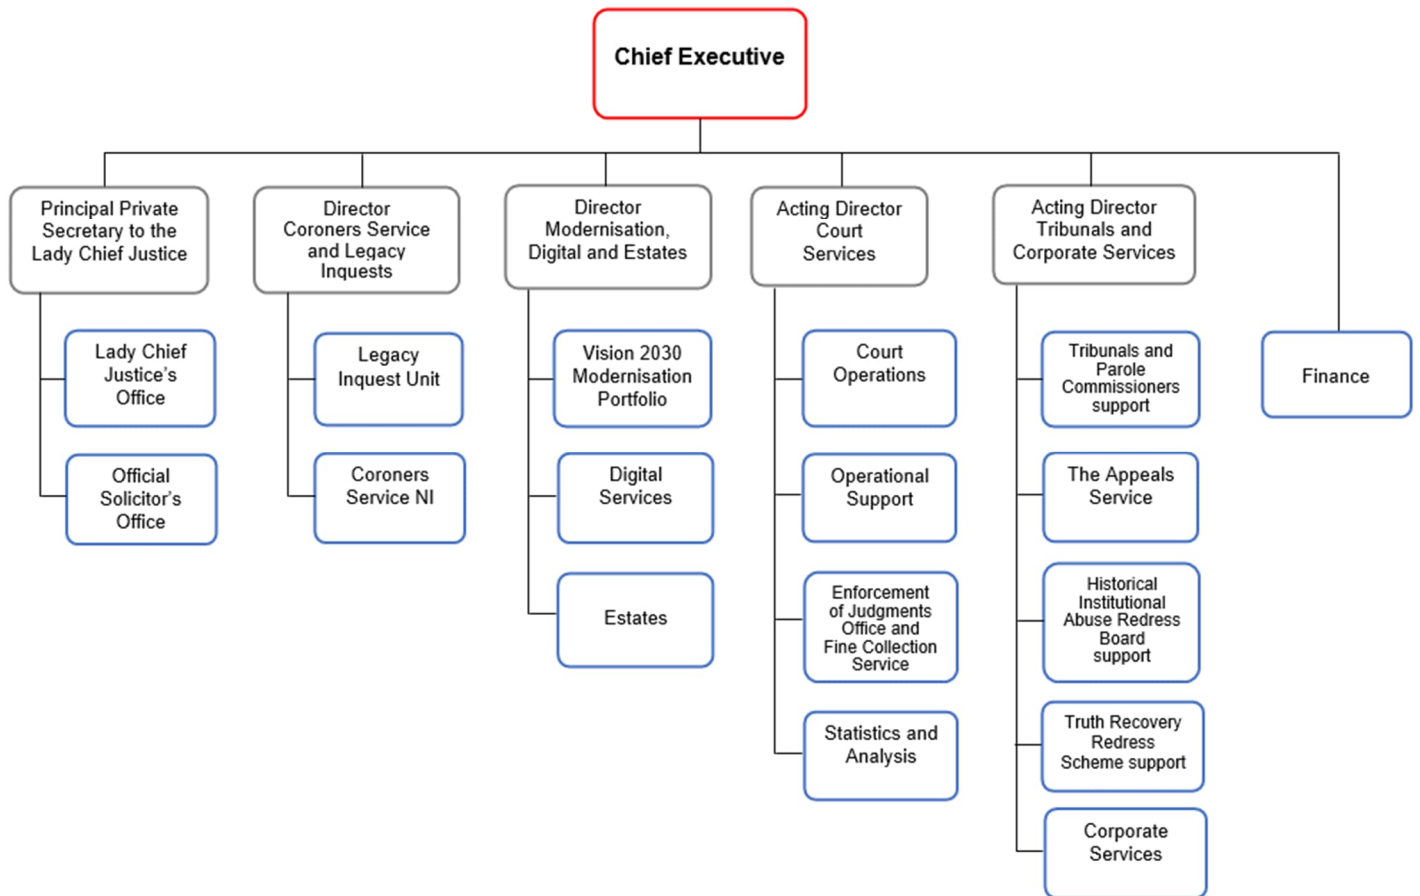 Chief Executive
Principal Private
Secretary to the
Lady Chief Justice
Director
Coroners Service
and Legacy
Inquests
Director
Modernisation,
Digital and Estates
Acting Director
Court
Services
Acting Director
Tribunals and
Corporate Services
Lady Chief
Justice's
Office
Official
Solicitor's
Office
Legacy
Inquest Unit
Coroners
Service NI
Vision 2030
Modernisation
Portfolio
Digital
Services
Estates
Court
Operations
Operational
Support
Enforcement
of Judgments
Office and
Fine Collection
Service
Statistics and
Analysis
Tribunals and
Parole
Commissioners
support
The Appeals
Service
Historical
Institutional
Abuse Redress
Board
support
Truth Recovery
Redress
Scheme support
Corporate
Services
Finance